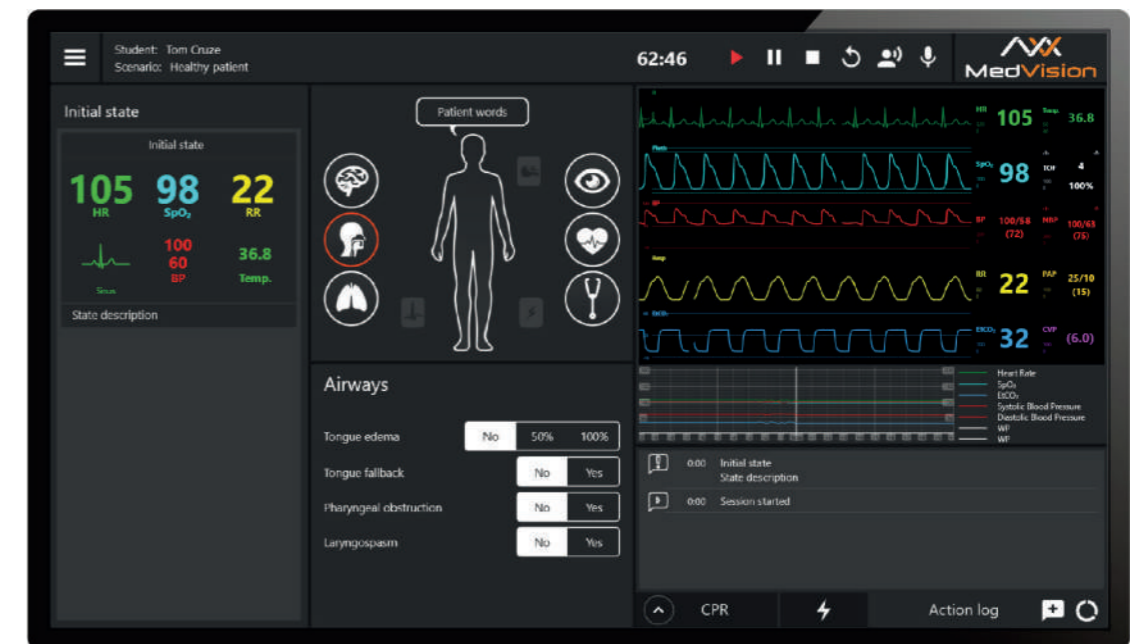 Student: Tom Cruze
Scenario: Healthy patient
62:46
MedVision
Initial state
Initial state
105 98 22
HR SpO₂ RR
100
60
BP
36.8
Temp.
Sinus
State description
Patient words
Airways
Tongue edema No 50% 100%
Tongue fallback No Yes
Pharyngeal obstruction No Yes
Laryngospasm No Yes
HR 105 Temp. 36.8
Pleth
SpO₂ 98 TOF 4
100%
BP
BP 100/58 NBP 100/63
(72) (75)
Resp
RR 22 PAP 25/10
(15)
EtCO₂
EtCO₂ 32 CVP (6.0)
Heart Rate
SpO₂
EtCO₂
Systolic Blood Pressure
Diastolic Blood Pressure
WP
WP
0:00 Initial state
State description
0:00 Session started
CPR
Action log